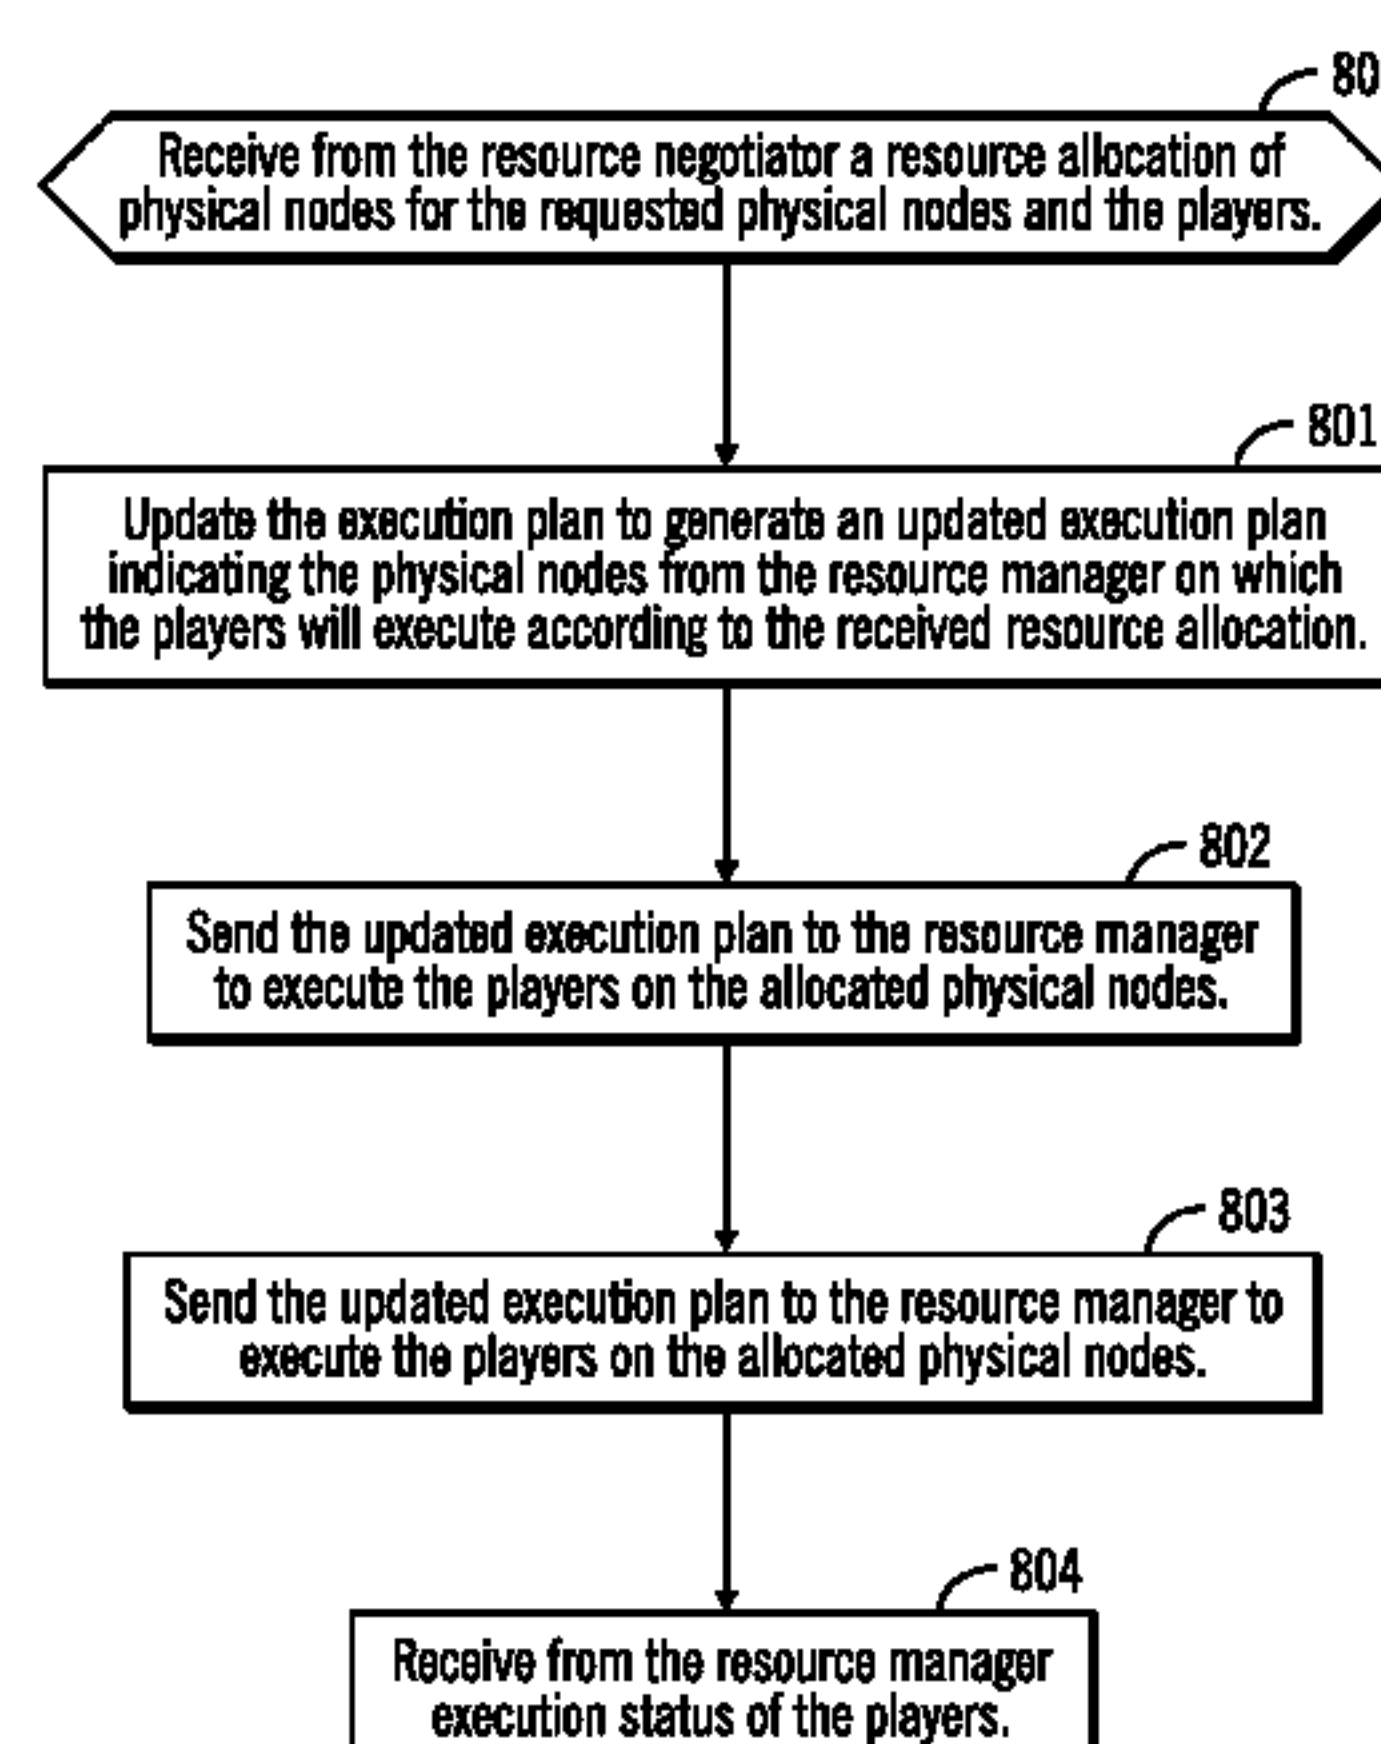 80
Receive from the resource negotiator a resource allocation of
physical nodes for the requested physical nodes and the players.
801
Update the execution plan to generate an updated execution plan
indicating the physical nodes from the resource manager on which
the players will execute according to the received resource allocation.
802
Send the updated execution plan to the resource manager
to execute the players on the allocated physical nodes.
803
Send the updated execution plan to the resource manager to
execute the players on the allocated physical nodes.
804
Receive from the resource manager
execution status of the players.